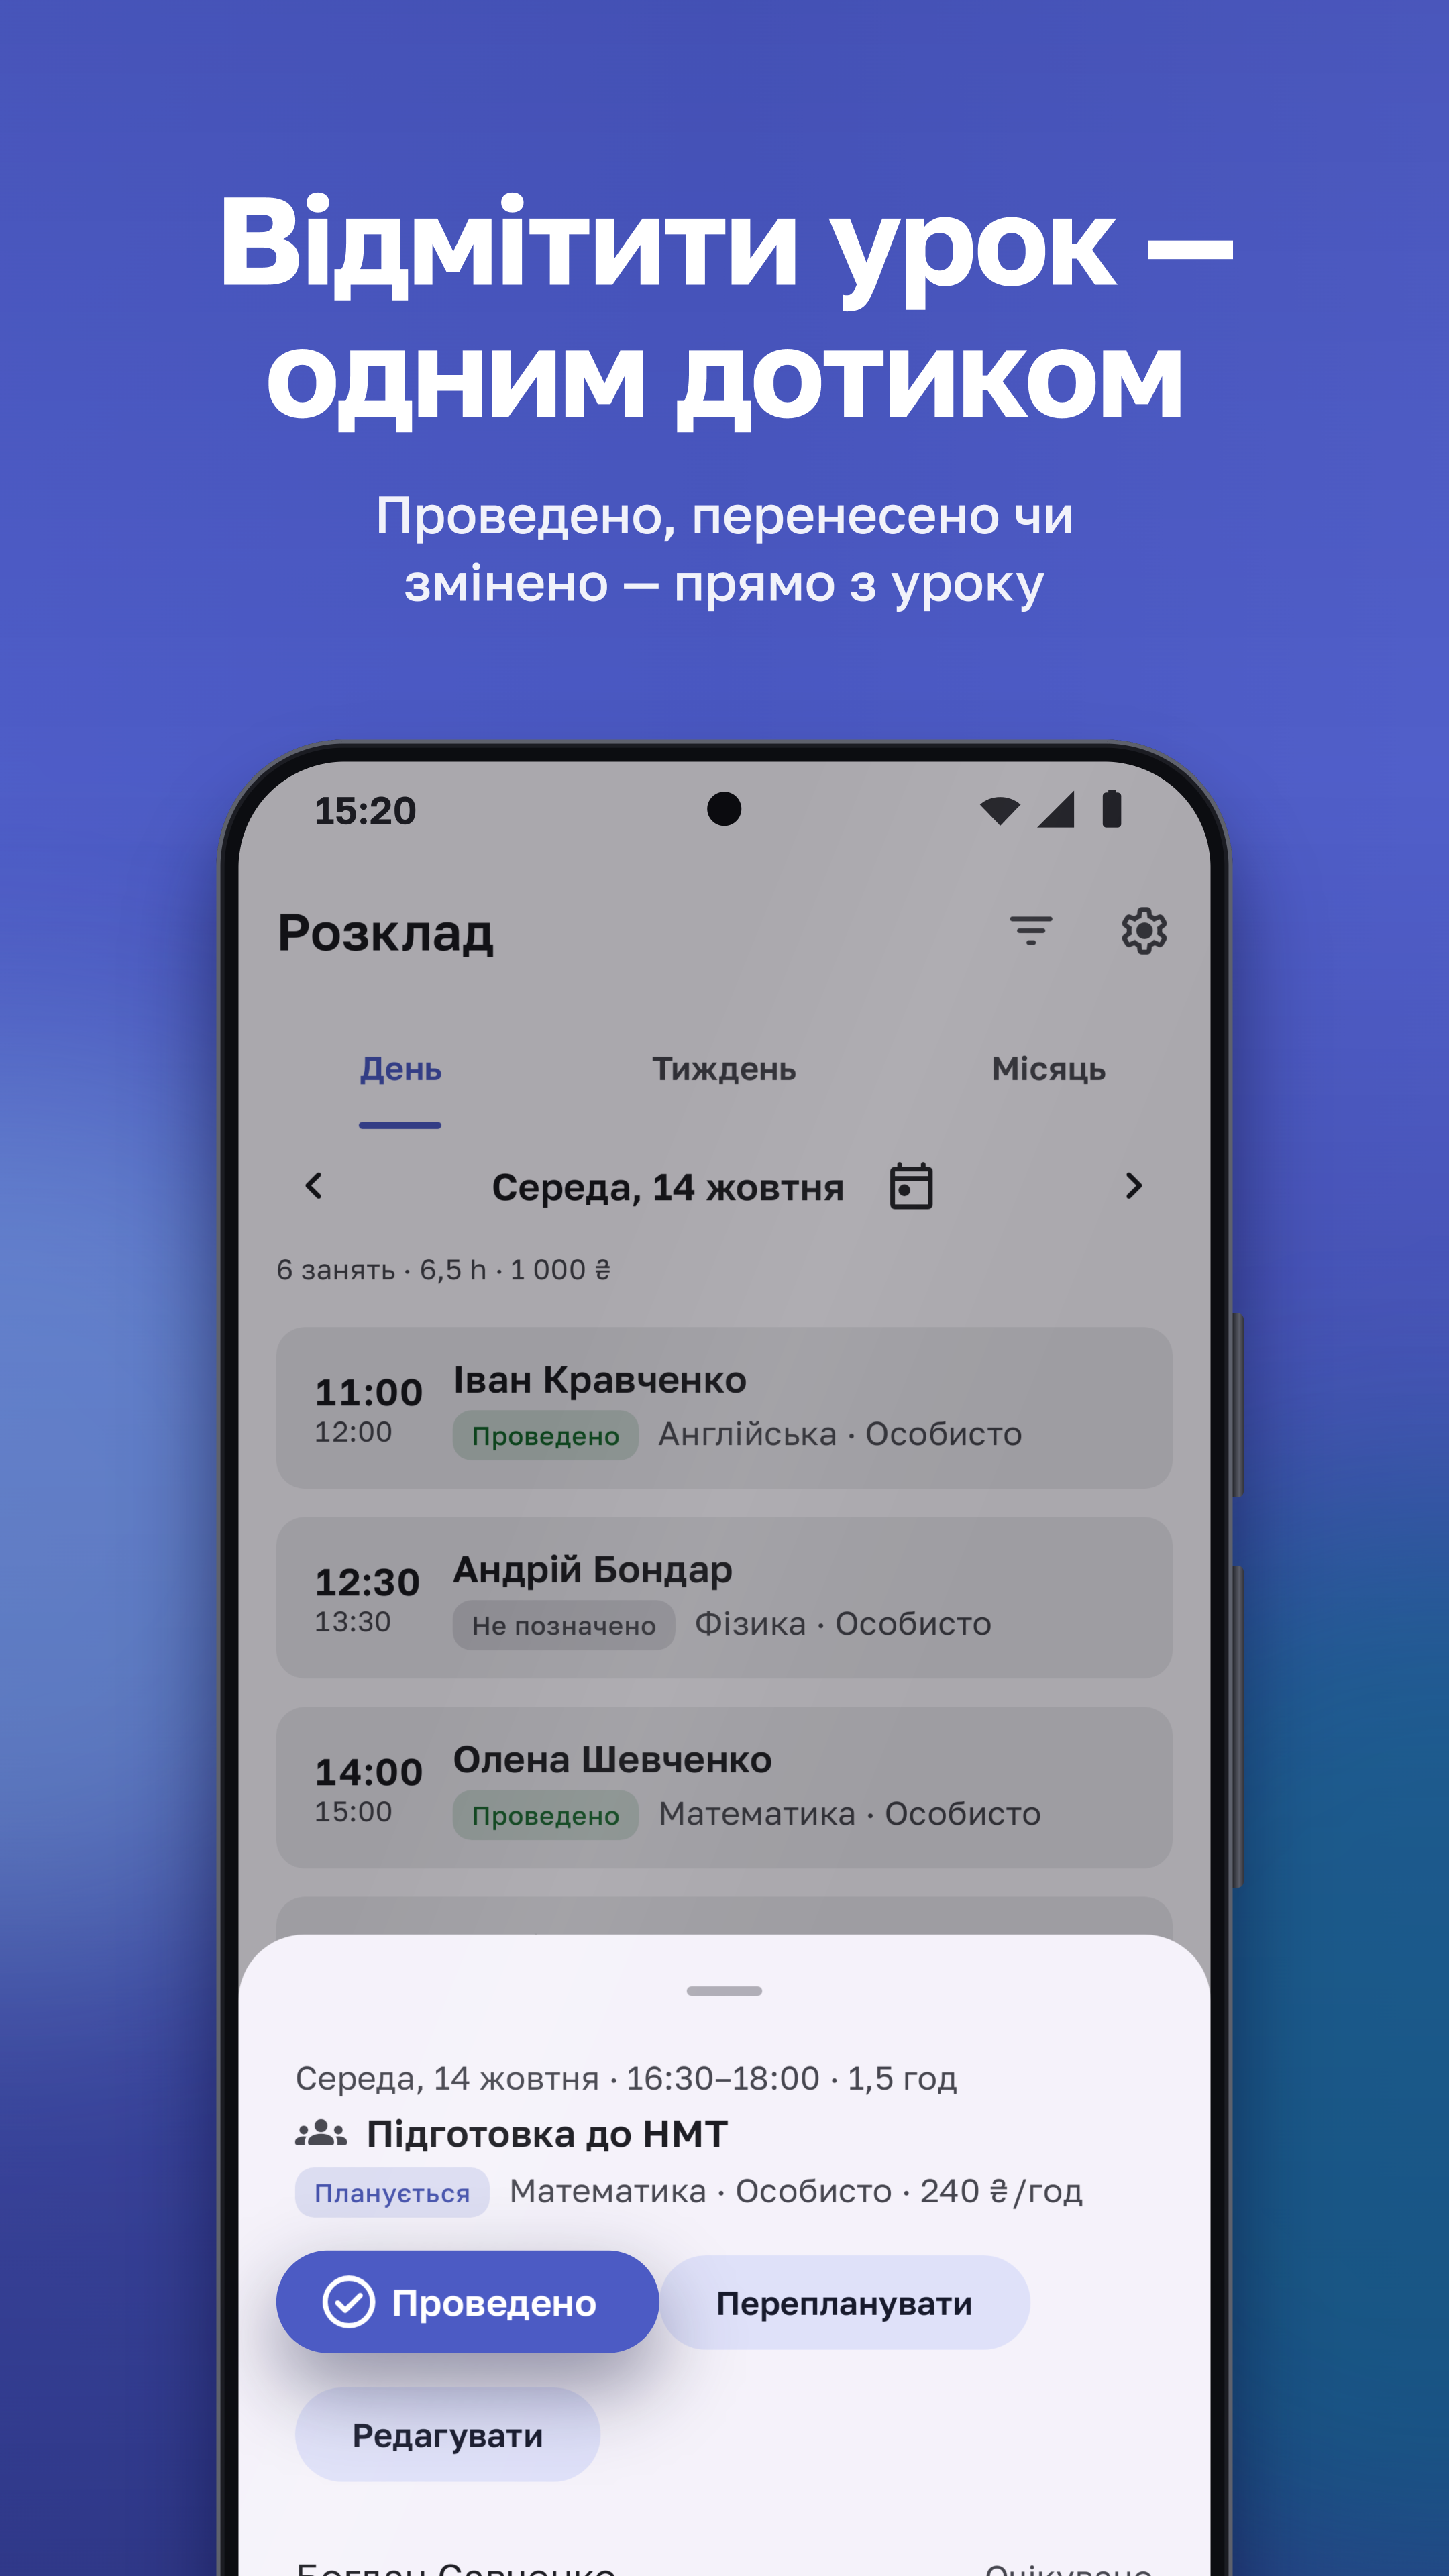 Відмітити урок —
одним дотиком
Проведено, перенесено чи
змінено — прямо з уроку
15:20
Розклад
День Тиждень Місяць
Середа, 14 жовтня
6 занять · 6,5 h · 1 000 ₴
11:00 Іван Кравченко
12:00 Проведено Англійська · Особисто
12:30 Андрій Бондар
13:30 Не позначено Фізика · Особисто
14:00 Олена Шевченко
15:00 Проведено Математика · Особисто
Середа, 14 жовтня · 16:30–18:00 · 1,5 год
Підготовка до НМТ
Планується Математика · Особисто · 240 ₴/год
Проведено Перепланувати
Редагувати
Богдан Савченко Очікувано